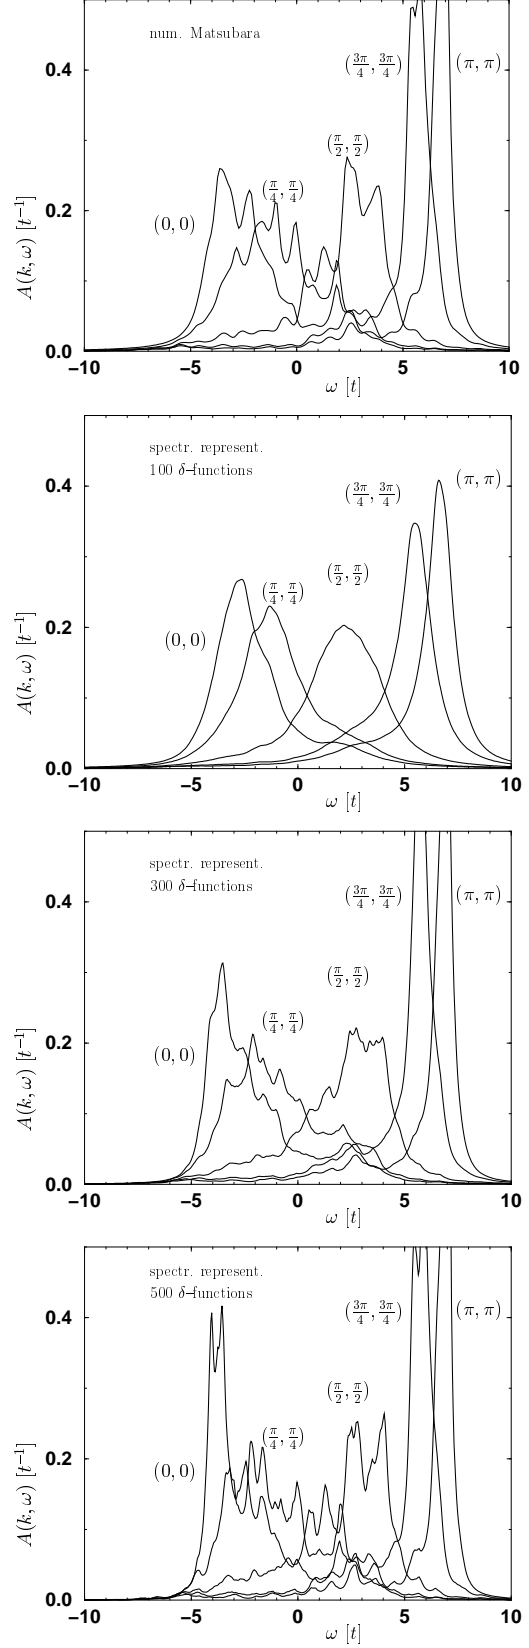 num. Matsubara
(3π/4, 3π/4)
(π, π)
(π/2, π/2)
(π/4, π/4)
(0, 0)
A(k, ω) [t⁻¹]
0.4
0.2
0.0
−10 −5 0 5 10
ω [t]
spectr. represent.
100 δ–functions
(π, π)
(3π/4, 3π/4)
(π/2, π/2)
(π/4, π/4)
(0, 0)
A(k, ω) [t⁻¹]
0.4
0.2
0.0
−10 −5 0 5 10
ω [t]
spectr. represent.
300 δ–functions
(3π/4, 3π/4)
(π, π)
(π/2, π/2)
(π/4, π/4)
(0, 0)
A(k, ω) [t⁻¹]
0.4
0.2
0.0
−10 −5 0 5 10
ω [t]
spectr. represent.
500 δ–functions
(3π/4, 3π/4)
(π, π)
(π/2, π/2)
(π/4, π/4)
(0, 0)
A(k, ω) [t⁻¹]
0.4
0.2
0.0
−10 −5 0 5 10
ω [t]